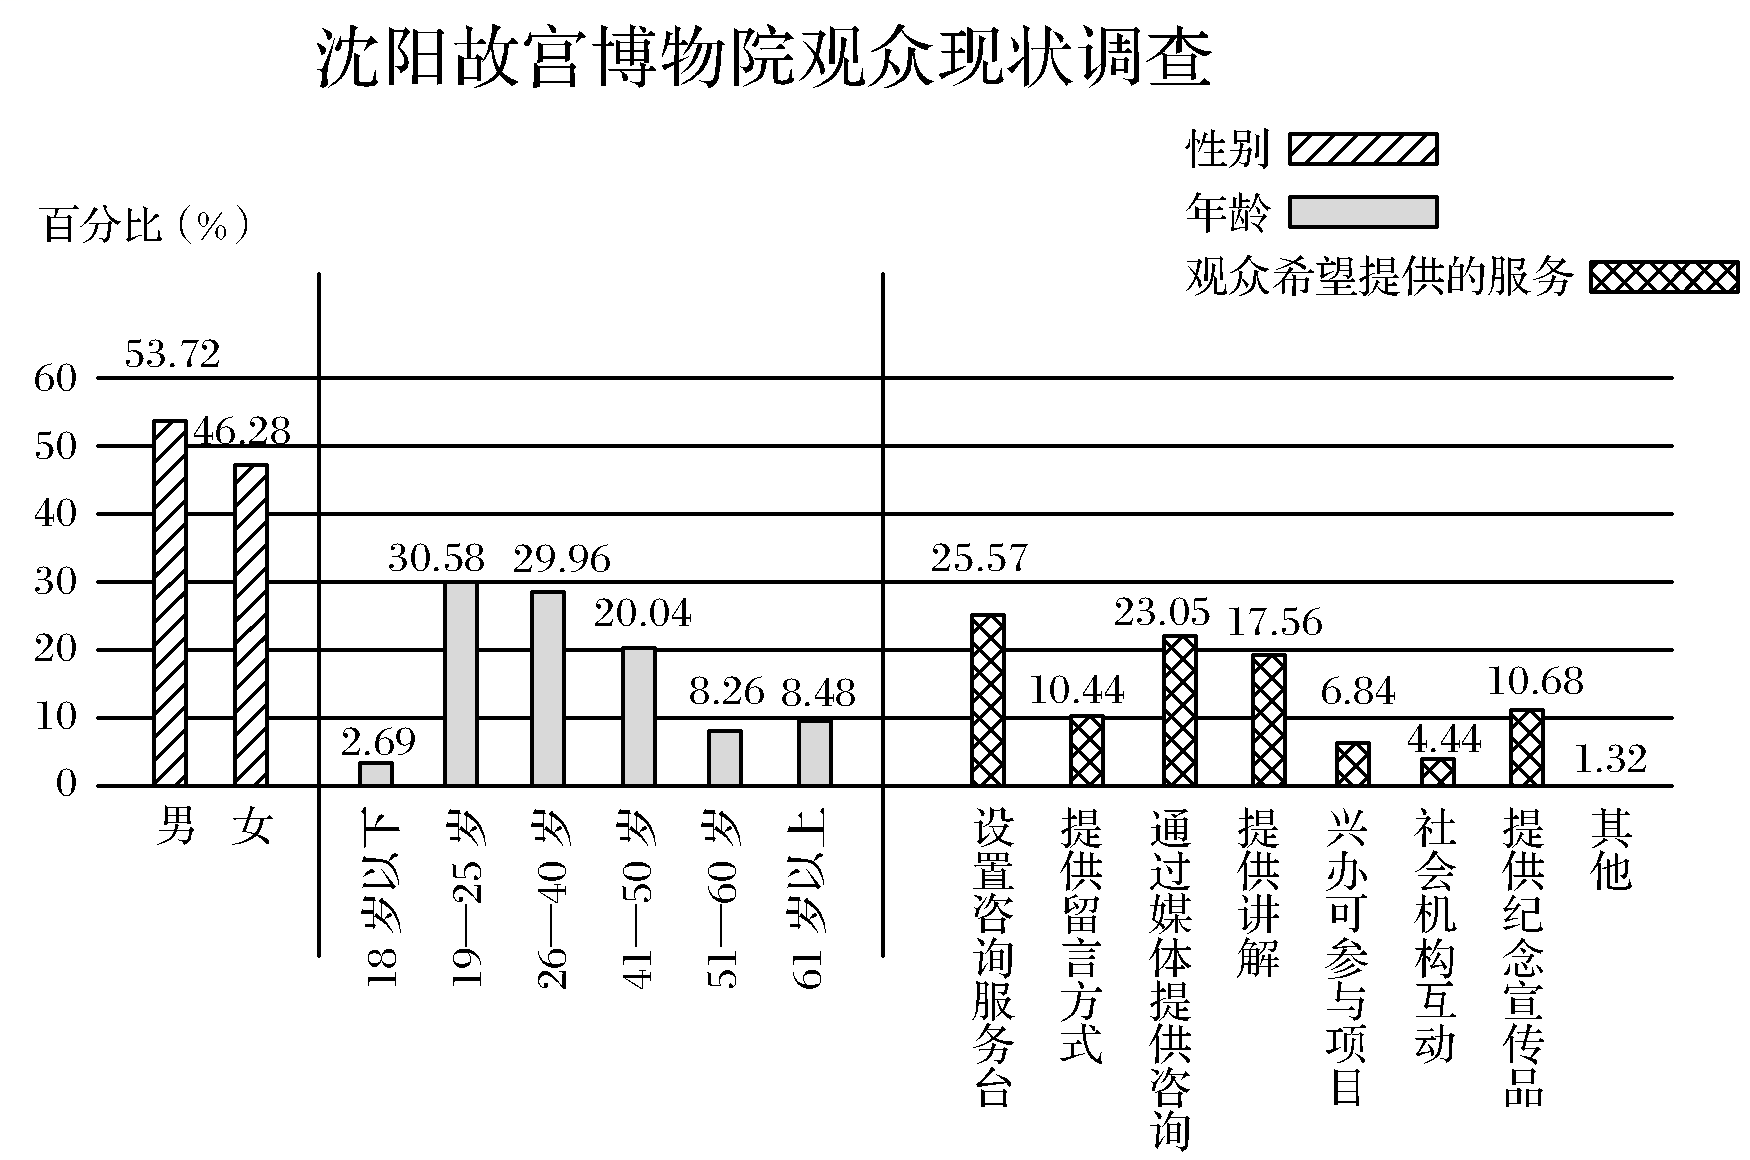 沈阳故宫博物院观众现状调查
性别
年龄
观众希望提供的服务
百分比(%)
60
50
40
30
20
10
0
53.72
46.28
2.69
30.58
29.96
20.04
8.26
8.48
25.57
10.44
23.05
17.56
6.84
4.44
10.68
1.32
男
女
18岁以下
19—25岁
26—40岁
41—50岁
51—60岁
61岁以上
设置咨询服务台
提供留言方式
通过媒体提供咨询
提供讲解
兴办可参与项目
社会机构互动
提供纪念宣传品
其他